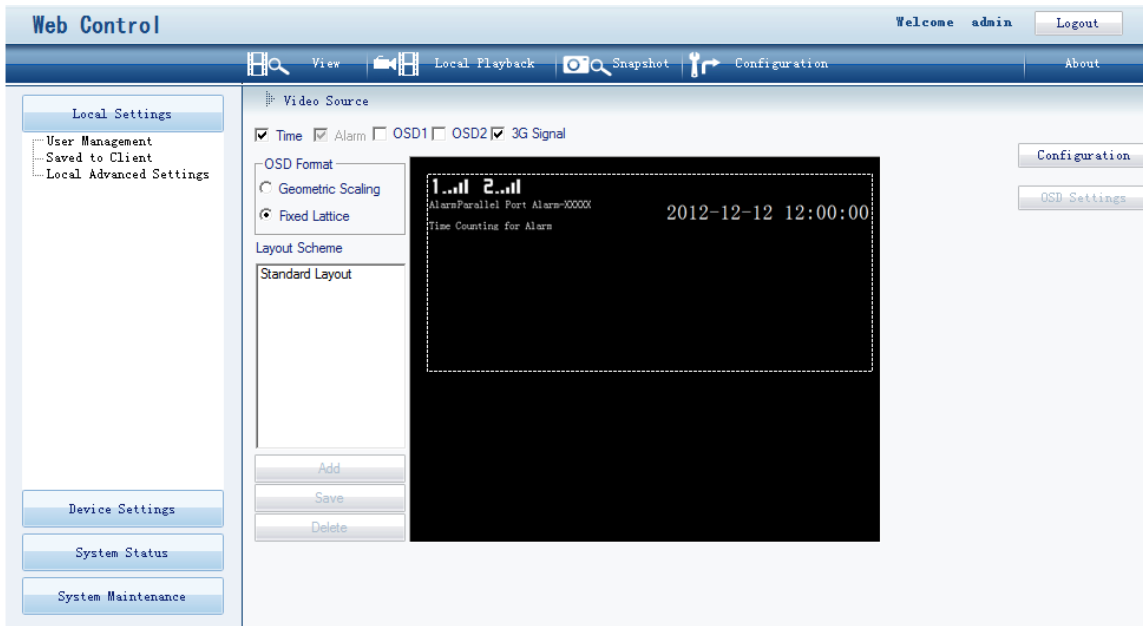 Web Control
Welcome admin
Logout
View
Local Playback
Snapshot
Configuration
About
Local Settings
User Management
Saved to Client
Local Advanced Settings
Device Settings
System Status
System Maintenance
Video Source
Time Alarm OSD1 OSD2 3G Signal
OSD Format
Geometric Scaling
Fixed Lattice
Layout Scheme
Standard Layout
Add
Save
Delete
1 2
AlarmParallel Port Alarm-XXXXX
2012-12-12 12:00:00
Time Counting for Alarm
Configuration
OSD Settings